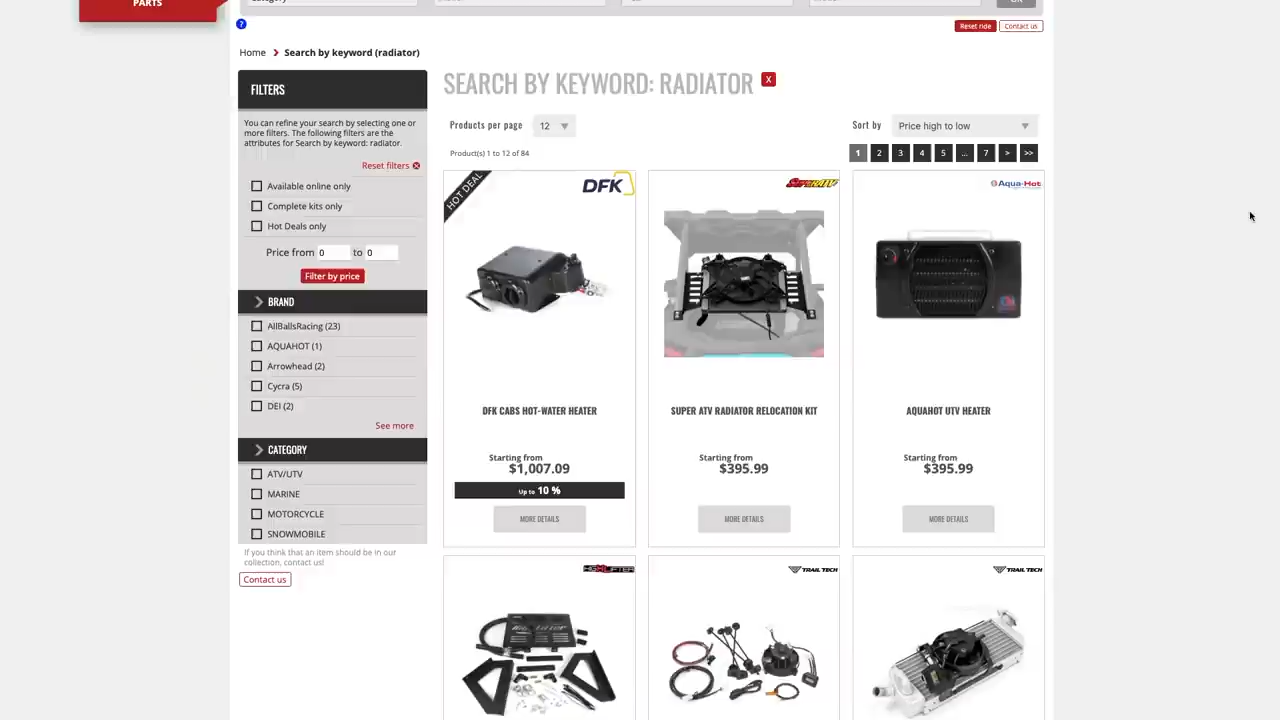 PARTS
OK
?
Reset ride
Contact us
Home > Search by keyword (radiator)
FILTERS
You can refine your search by selecting one or
more filters. The following filters are the
attributes for Search by keyword: radiator.
Reset filters
Available online only
Complete kits only
Hot Deals only
Price from 0 to 0
Filter by price
BRAND
AllBallsRacing (23)
AQUAHOT (1)
Arrowhead (2)
Cycra (5)
DEI (2)
See more
CATEGORY
ATV/UTV
MARINE
MOTORCYCLE
SNOWMOBILE
If you think that an item should be in our
collection, contact us!
Contact us
SEARCH BY KEYWORD: RADIATOR X
Products per page 12
Sort by Price high to low
Product(s) 1 to 12 of 84
1 2 3 4 5 ... 7 > >>
HOT DEAL
DFK
SUPERATV
Aqua-Hot
DFK CABS HOT-WATER HEATER
SUPER ATV RADIATOR RELOCATION KIT
AQUAHOT UTV HEATER
Starting from
$1,007.09
Starting from
$395.99
Starting from
$395.99
Up to 10 %
MORE DETAILS
MORE DETAILS
MORE DETAILS
HIGHLIFTER
TRAIL TECH
TRAIL TECH